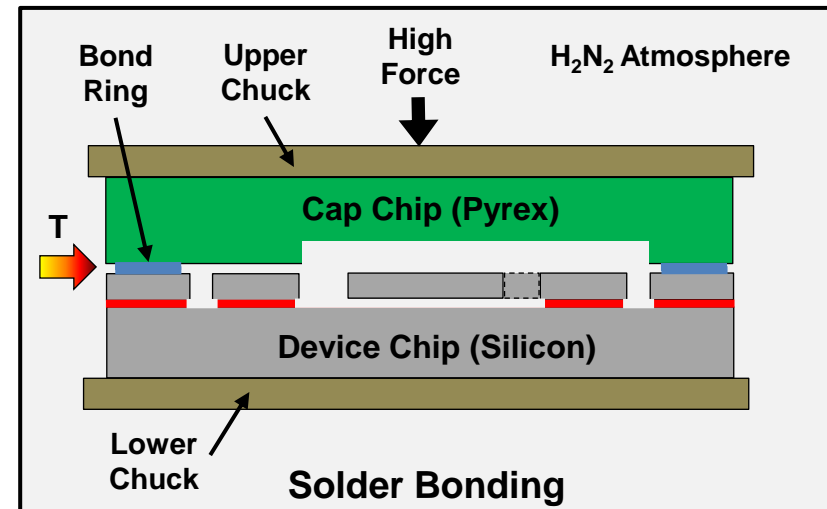 Bond
Ring
Upper
Chuck
High
Force
H₂N₂ Atmosphere
Cap Chip (Pyrex)
T
Device Chip (Silicon)
Lower
Chuck
Solder Bonding